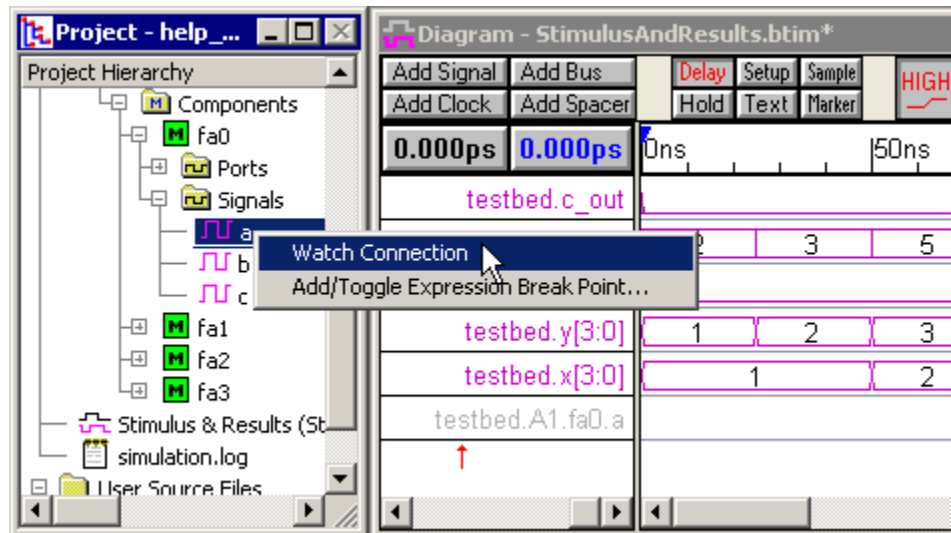 Project - help_...
Project Hierarchy
Components
fa0
Ports
Signals
a
b
c
fa1
fa2
fa3
Stimulus & Results (St
simulation.log
User Source Files
Watch Connection
Add/Toggle Expression Break Point...
Diagram - StimulusAndResults.btim*
Add Signal Add Bus Delay Setup Sample HIGH
Add Clock Add Spacer Hold Text Marker
0.000ps 0.000ps 0ns 50ns
testbed.c_out
2 3 5
testbed.y[3:0] 1 2 3
testbed.x[3:0] 1 2
testbed.A1.fa0.a